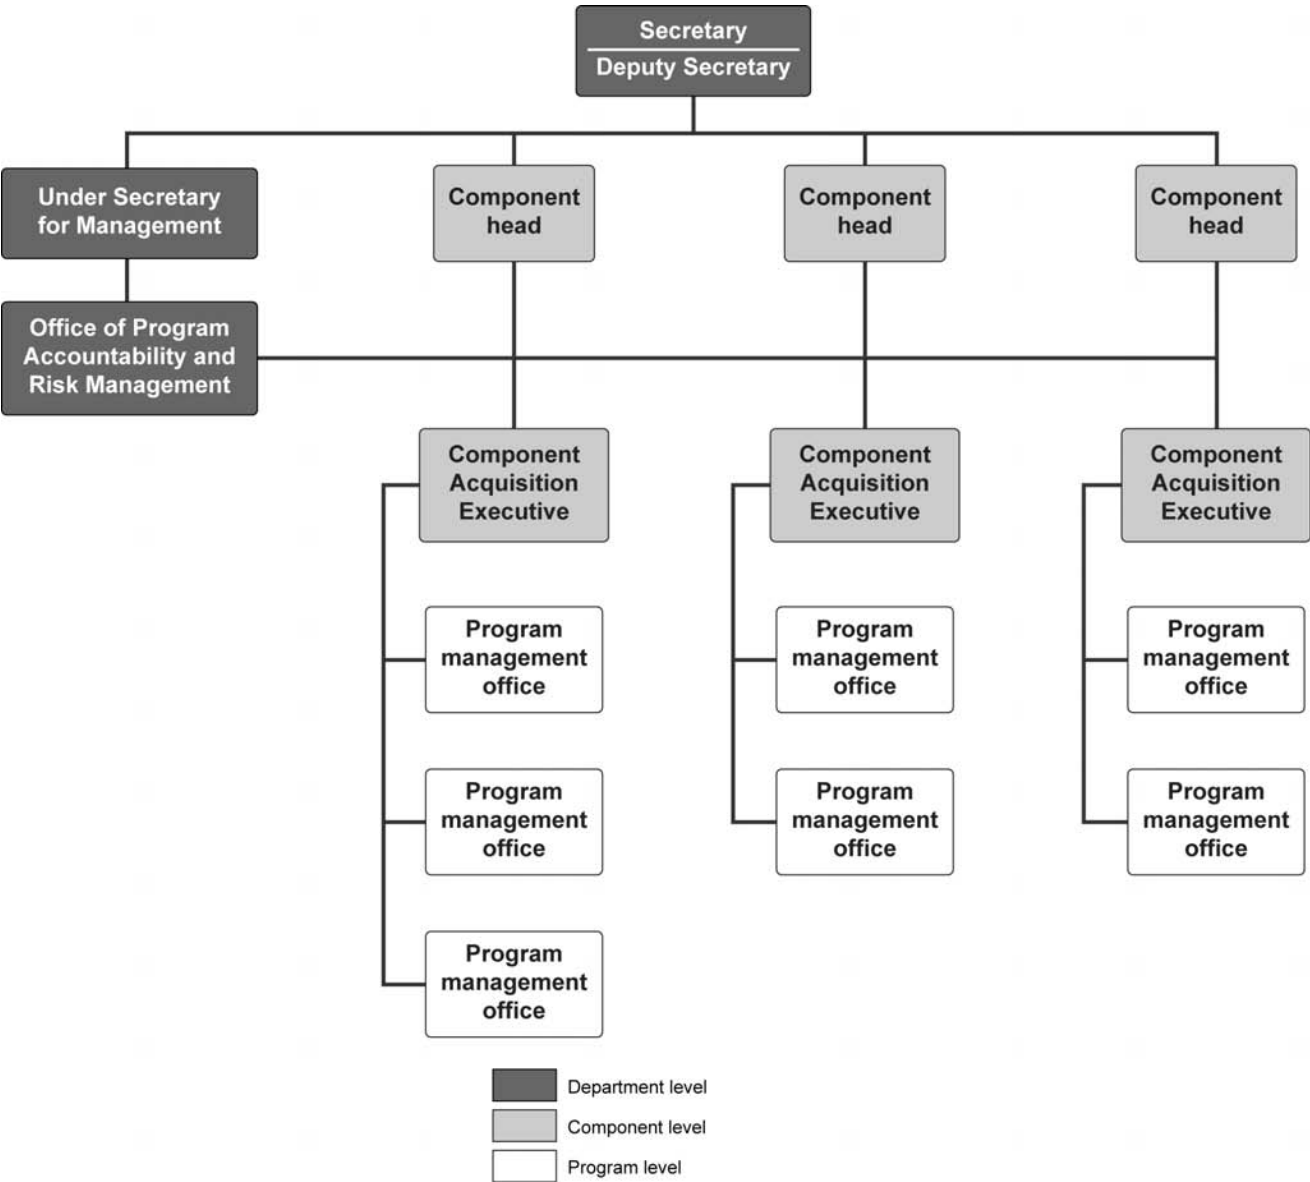 Secretary
Deputy Secretary
Under Secretary
for Management
Component
head
Component
head
Component
head
Office of Program
Accountability and
Risk Management
Component
Acquisition
Executive
Component
Acquisition
Executive
Component
Acquisition
Executive
Program
management
office
Program
management
office
Program
management
office
Program
management
office
Program
management
office
Program
management
office
Program
management
office
Department level
Component level
Program level